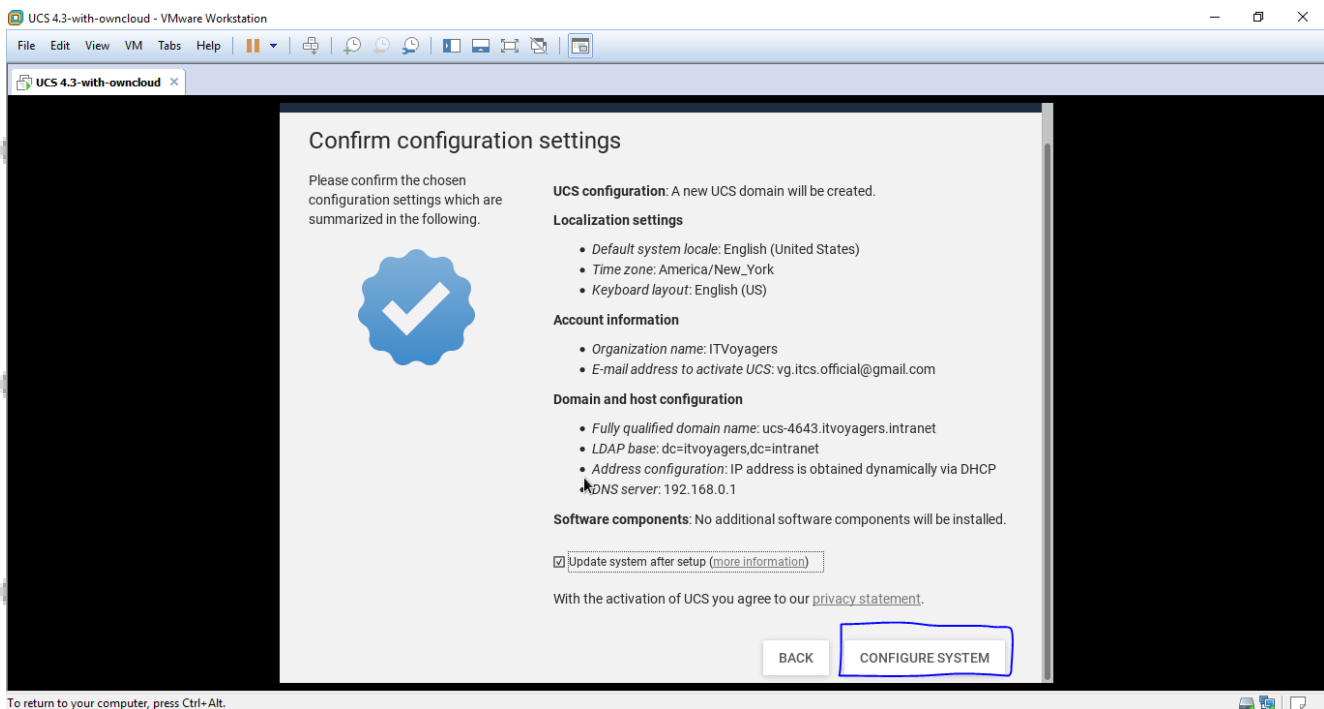 UCS 4.3-with-owncloud - VMware Workstation
File Edit View VM Tabs Help
UCS 4.3-with-owncloud
Confirm configuration settings
Please confirm the chosen
configuration settings which are
summarized in the following.
UCS configuration: A new UCS domain will be created.
Localization settings
Default system locale: English (United States)
Time zone: America/New_York
Keyboard layout: English (US)
Account information
Organization name: ITVoyagers
E-mail address to activate UCS: vg.itcs.official@gmail.com
Domain and host configuration
Fully qualified domain name: ucs-4643.itvoyagers.intranet
LDAP base: dc=itvoyagers,dc=intranet
Address configuration: IP address is obtained dynamically via DHCP
DNS server: 192.168.0.1
Software components: No additional software components will be installed.
Update system after setup (more information)
With the activation of UCS you agree to our privacy statement.
BACK CONFIGURE SYSTEM
To return to your computer, press Ctrl+Alt.